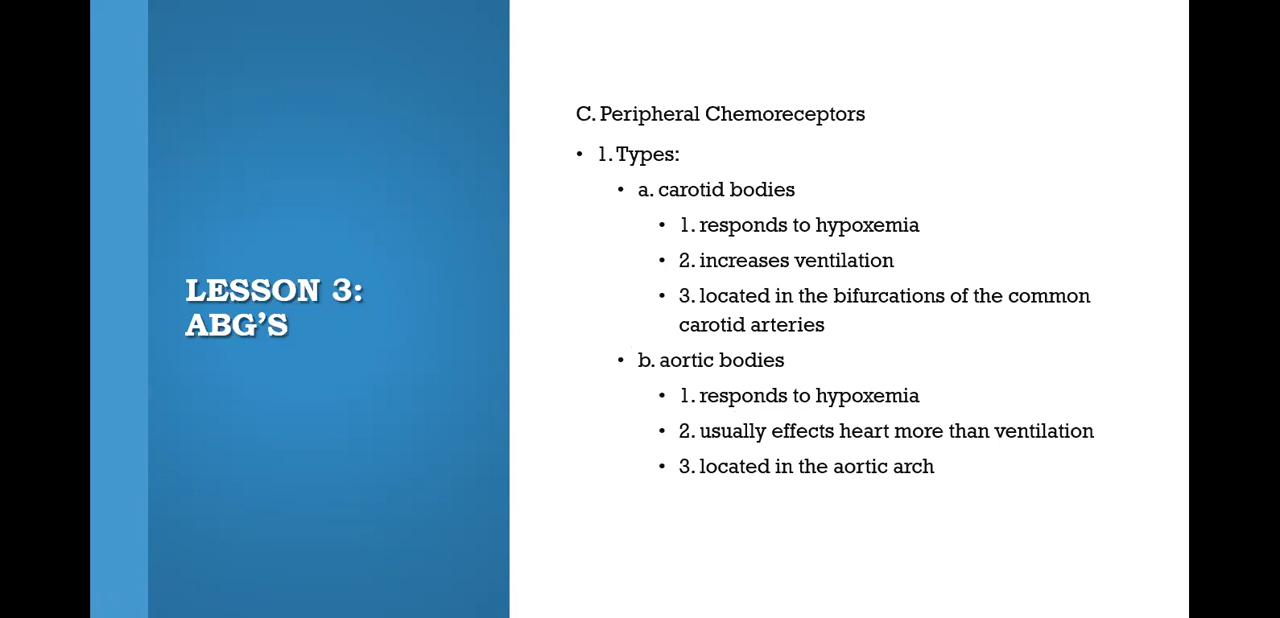 LESSON 3:
ABG'S
C. Peripheral Chemoreceptors
• 1. Types:
• a. carotid bodies
• 1. responds to hypoxemia
• 2. increases ventilation
• 3. located in the bifurcations of the common
carotid arteries
• b. aortic bodies
• 1. responds to hypoxemia
• 2. usually effects heart more than ventilation
• 3. located in the aortic arch